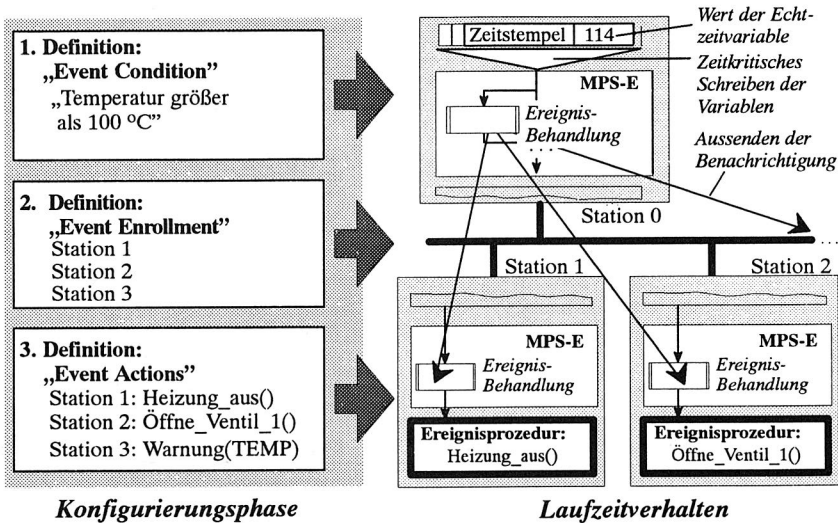 1. Definition:
„Event Condition”
„Temperatur größer
als 100 °C”
2. Definition:
„Event Enrollment”
Station 1
Station 2
Station 3
3. Definition:
„Event Actions”
Station 1: Heizung_aus()
Station 2: Öffne_Ventil_1()
Station 3: Warnung(TEMP)
Konfigurierungsphase
Zeitstempel 114
Wert der Echt-
zeitvariable
Zeitkritisches
Schreiben der
Variablen
MPS-E
Ereignis-
Behandlung
....
Aussenden der
Benachrichtigung
Station 0
...
Station 1
Station 2
MPS-E
Ereignis-
Behandlung
Ereignisprozedur:
Heizung_aus()
MPS-E
Ereignis-
Behandlung
Ereignisprozedur:
Öffne_Ventil_1()
Laufzeitverhalten